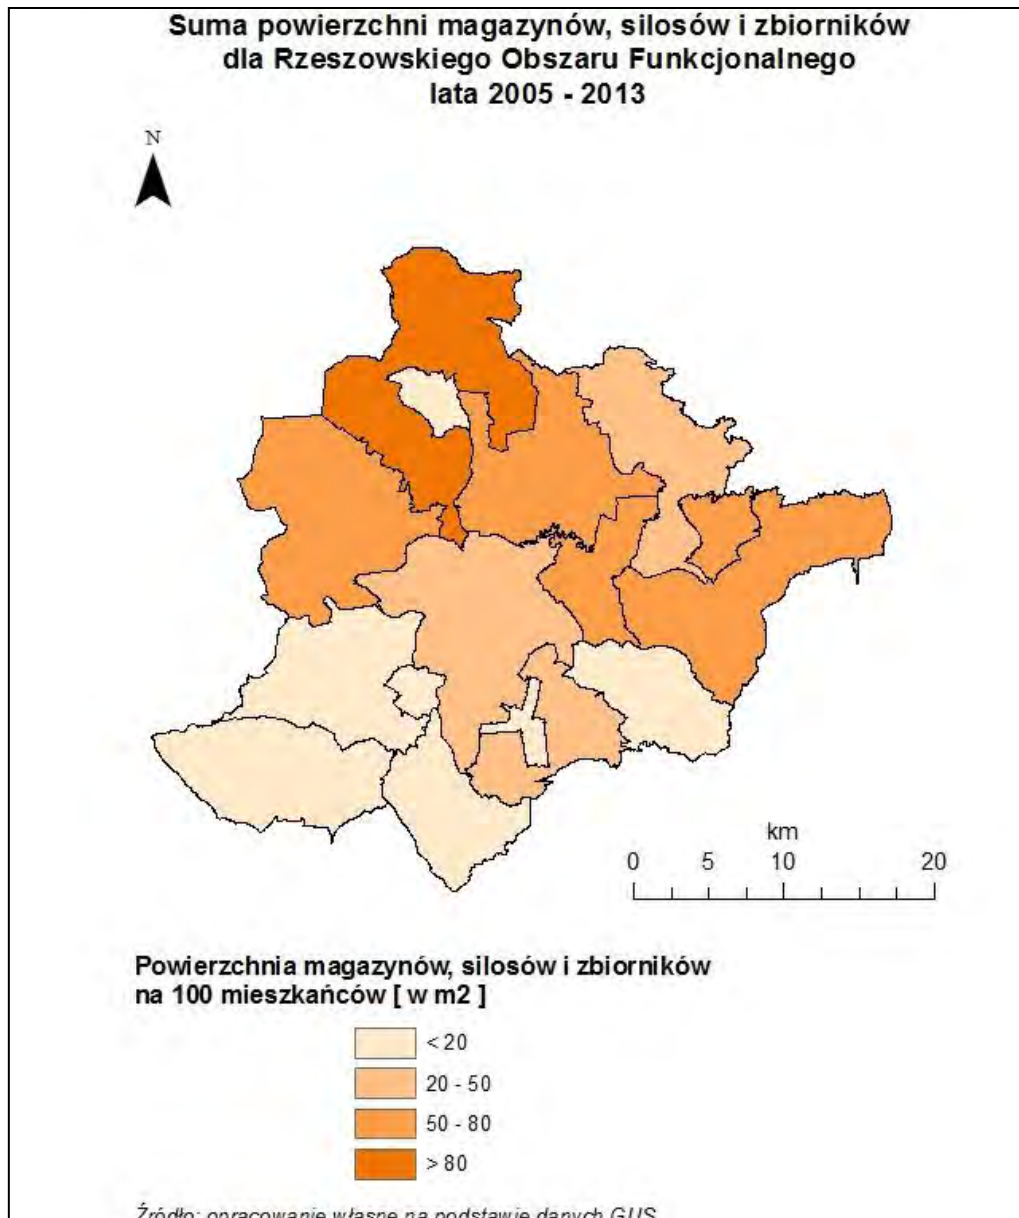 Suma powierzchni magazynów, silosów i zbiorników
dla Rzeszowskiego Obszaru Funkcjonalnego
lata 2005 - 2013
N
km
0 5 10 20
Powierzchnia magazynów, silosów i zbiorników
na 100 mieszkańców [ w m2 ]
< 20
20 - 50
50 - 80
> 80
Źródło: opracowanie własne na podstawie danych GUS